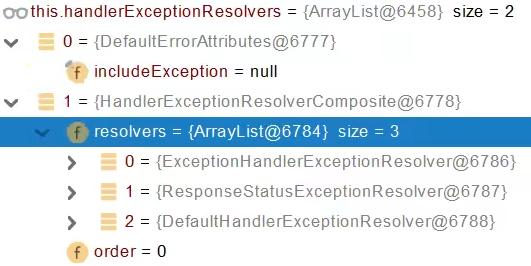 this.handlerExceptionResolvers = {ArrayList@6458} size = 2
0 = {DefaultErrorAttributes@6777}
f includeException = null
1 = {HandlerExceptionResolverComposite@6778}
f resolvers = {ArrayList@6784} size = 3
0 = {ExceptionHandlerExceptionResolver@6786}
1 = {ResponseStatusExceptionResolver@6787}
2 = {DefaultHandlerExceptionResolver@6788}
f order = 0